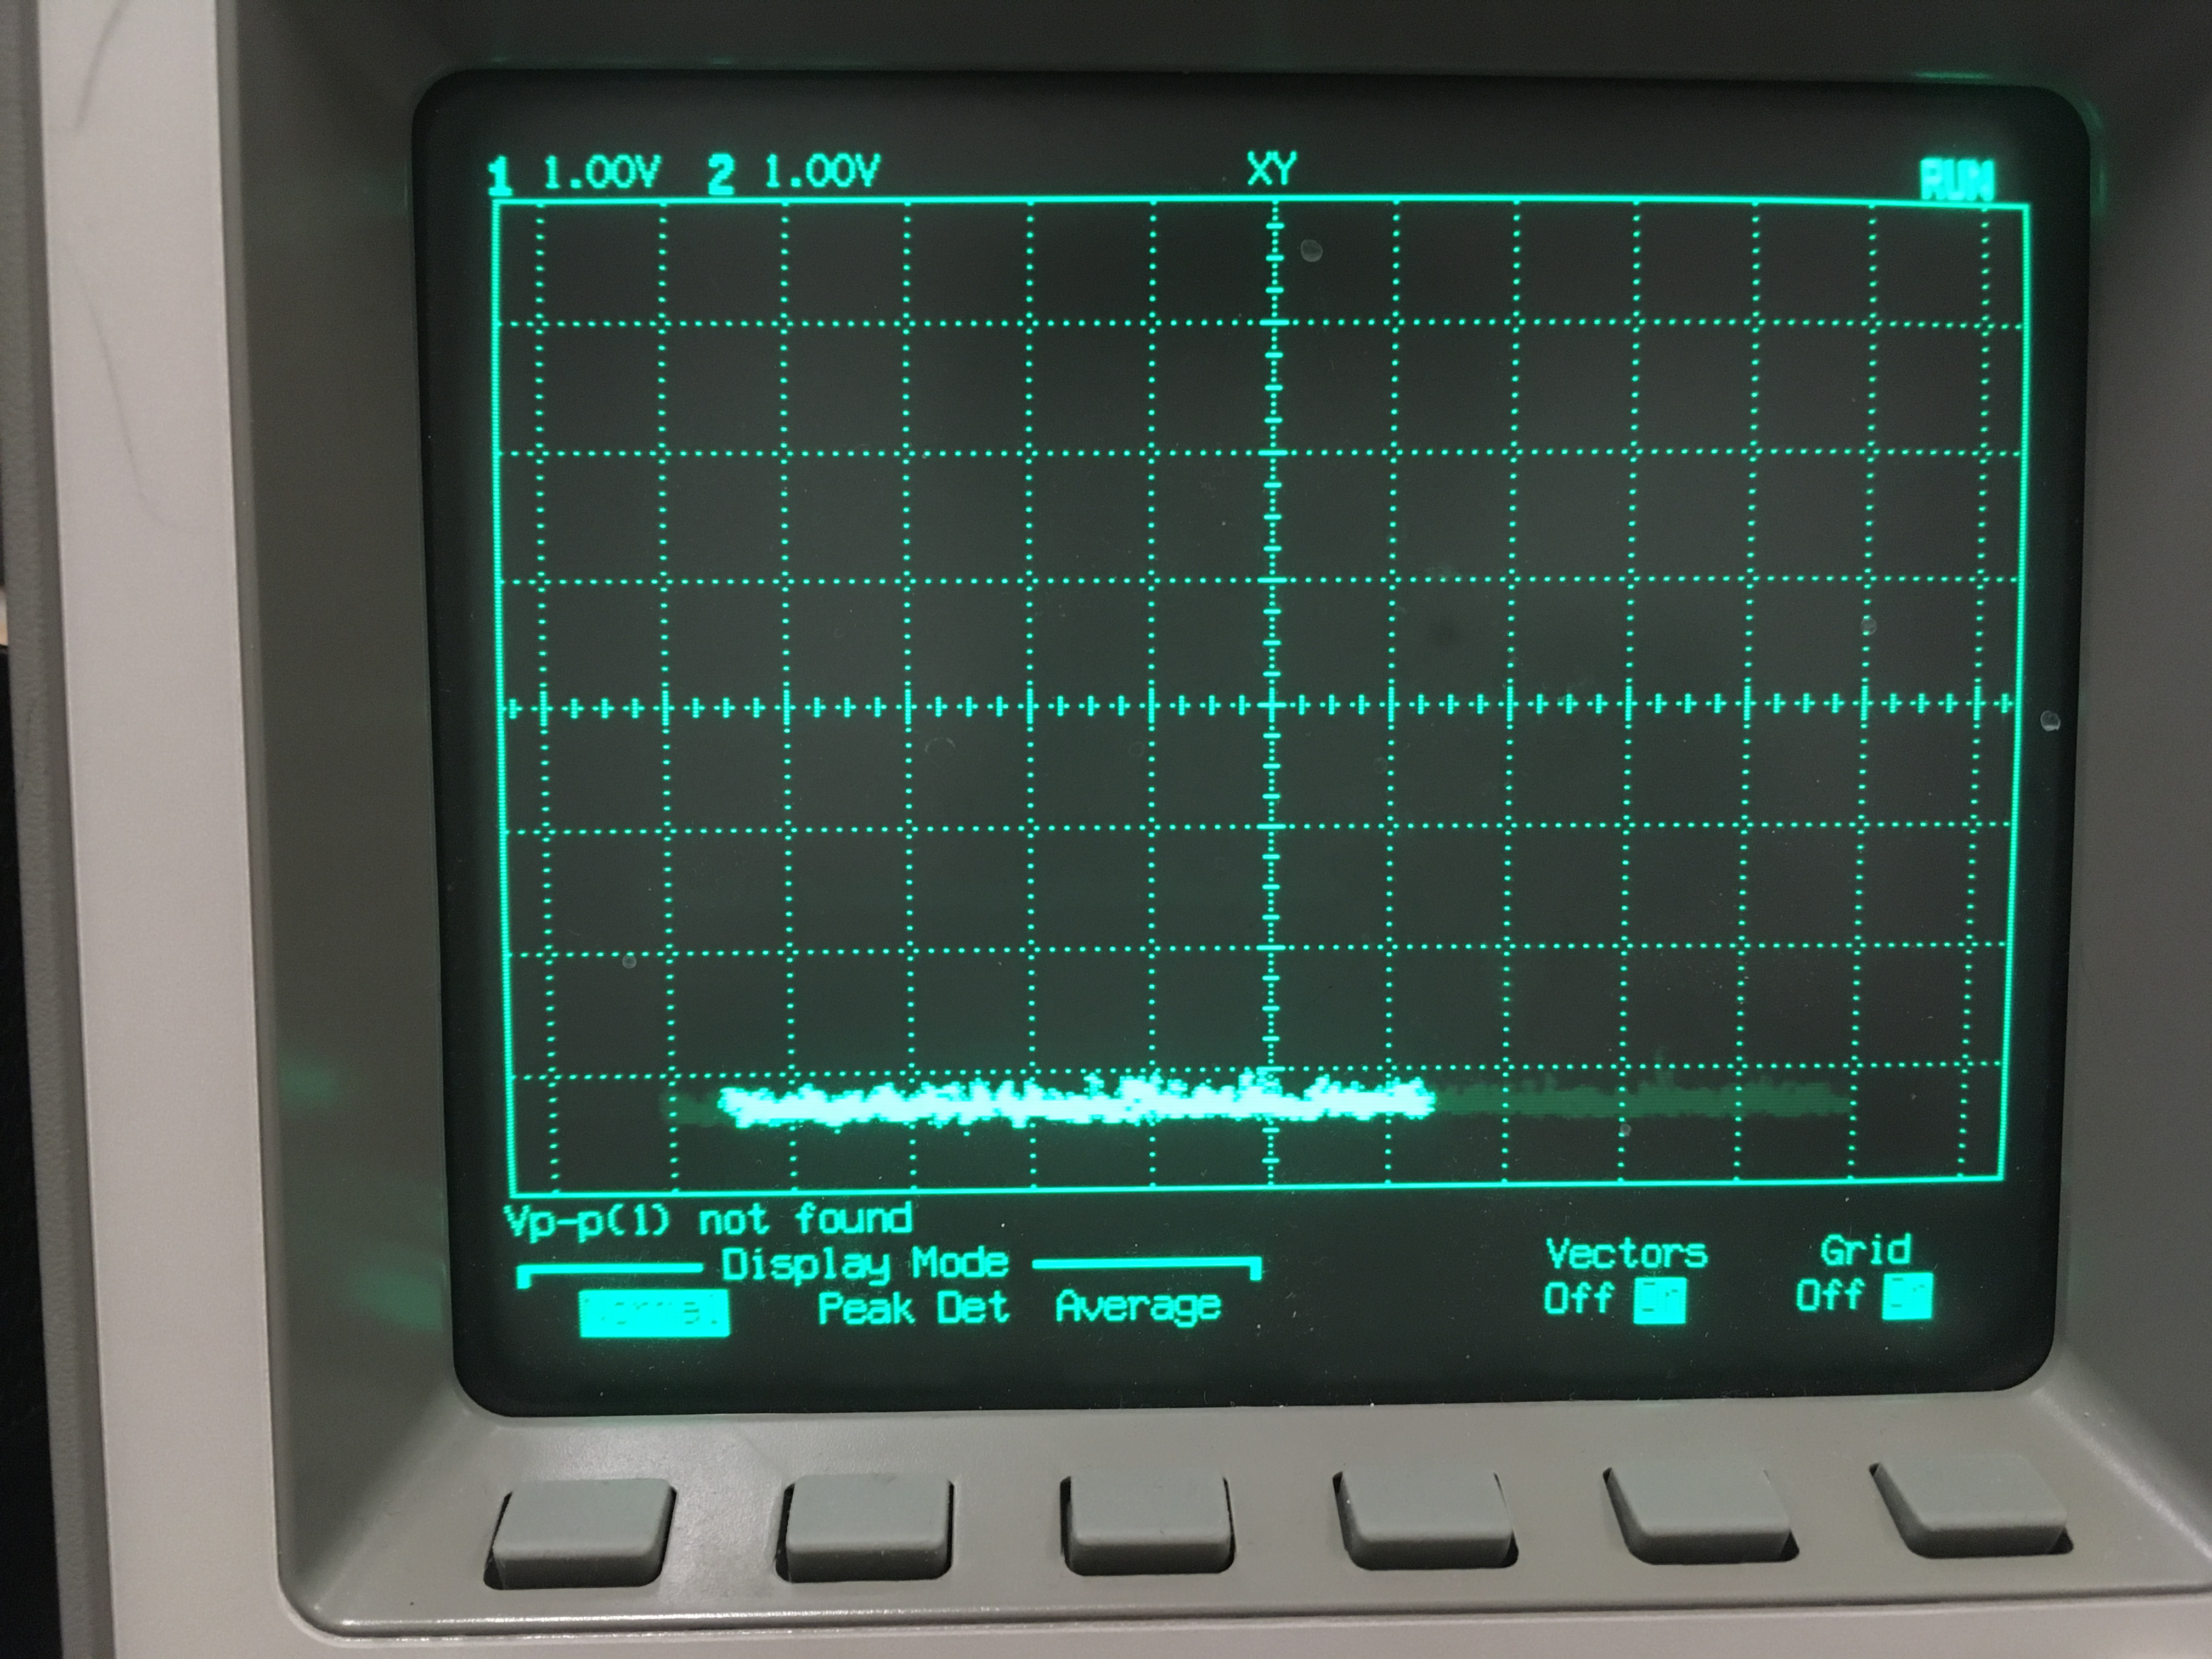 1 1.00V 2 1.00V XY RUN
Vp-p(1) not found
Display Mode Vectors Grid
Normal Peak Det Average Off On Off On